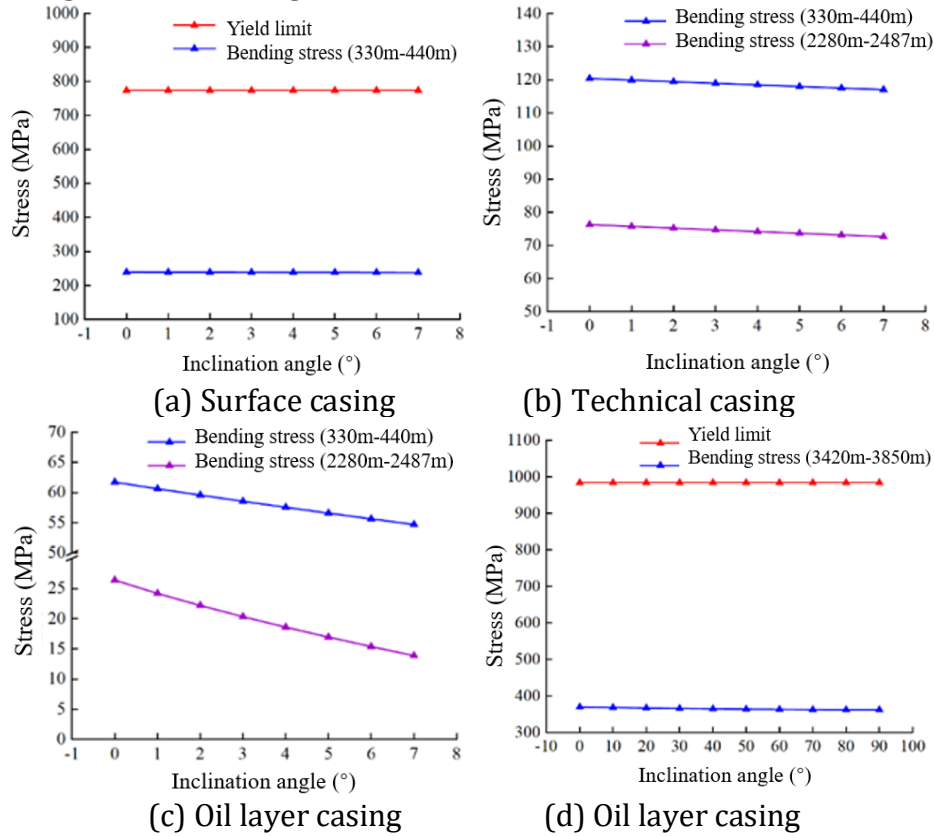 1000
900
800
700
600
500
400
300
200
100
Stress (MPa)
Yield limit
Bending stress (330m-440m)
-1 0 1 2 3 4 5 6 7 8
Inclination angle (°)
(a) Surface casing
140
130
120
110
100
90
80
70
60
50
Stress (MPa)
Bending stress (330m-440m)
Bending stress (2280m-2487m)
-1 0 1 2 3 4 5 6 7 8
Inclination angle (°)
(b) Technical casing
70
65
60
55
50
25
20
15
10
5
0
Stress (MPa)
Bending stress (330m-440m)
Bending stress (2280m-2487m)
-1 0 1 2 3 4 5 6 7 8
Inclination angle (°)
(c) Oil layer casing
1100
1000
900
800
700
600
500
400
300
Stress (MPa)
Yield limit
Bending stress (3420m-3850m)
-10 0 10 20 30 40 50 60 70 80 90 100
Inclination angle (°)
(d) Oil layer casing